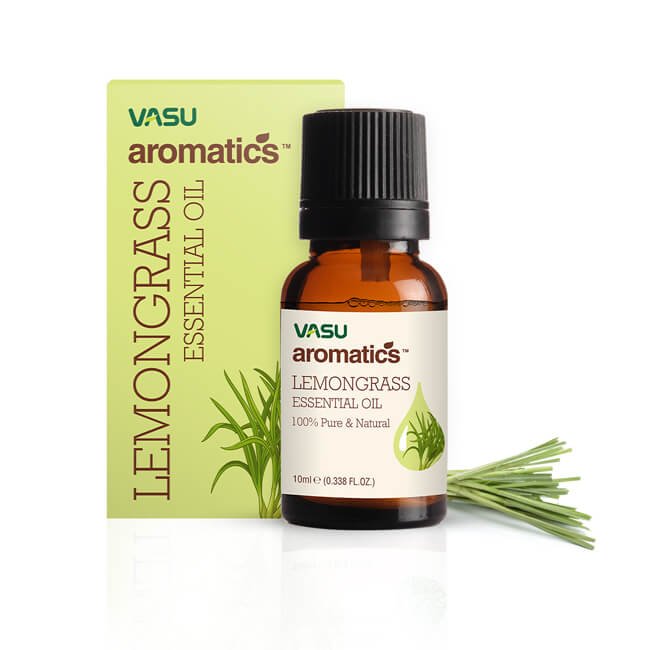 VASU
aromatics™
LEMONGRASS
ESSENTIAL OIL
VASU
aromatics™
LEMONGRASS
ESSENTIAL OIL
100% Pure & Natural
10ml ℮ (0.338 FL.OZ.)